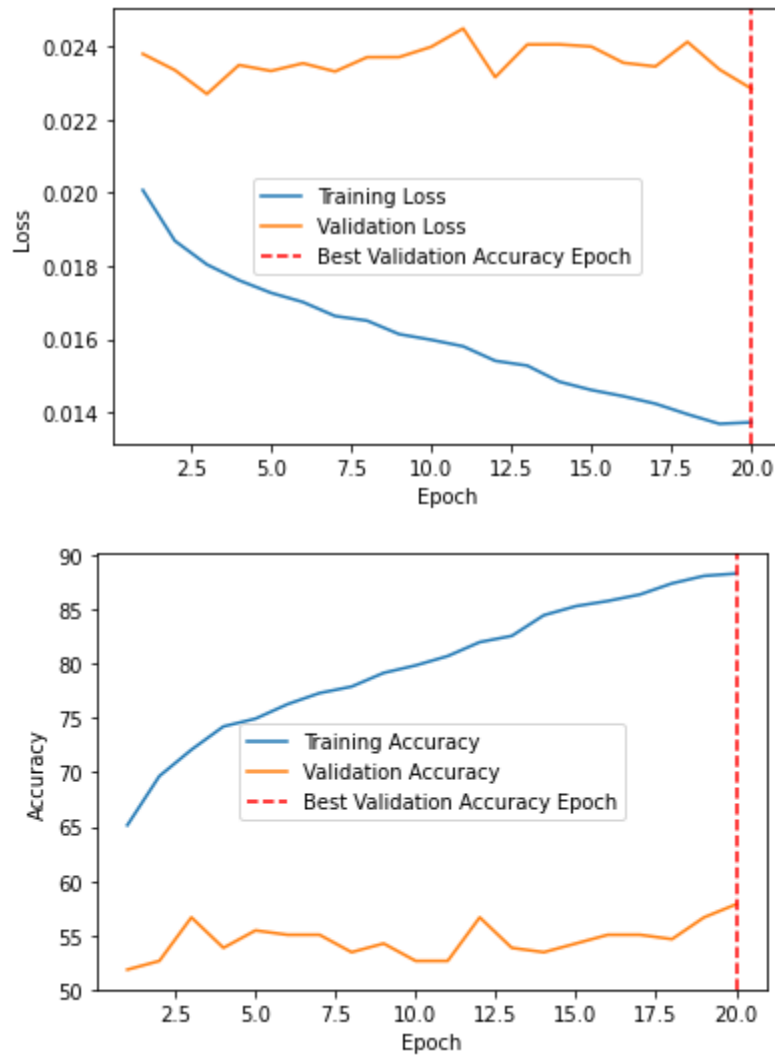 0.024
0.022
0.020
0.018
0.016
0.014
Loss
Training Loss
Validation Loss
Best Validation Accuracy Epoch
2.5 5.0 7.5 10.0 12.5 15.0 17.5 20.0
Epoch
90
85
80
75
70
65
60
55
50
Accuracy
Training Accuracy
Validation Accuracy
Best Validation Accuracy Epoch
2.5 5.0 7.5 10.0 12.5 15.0 17.5 20.0
Epoch